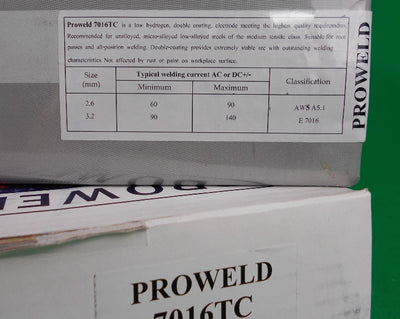 Proweld 7016TC is a low hydrogen, double coating, electrode meeting the highest quality requirements.
Recommended for unalloyed, microalloyed low-alloyed steels of the medium tensile class. Suitable for root
passes and all-position welding. Double-coating provides extremely stable arc with outstanding welding
characteristics. Not affected by rust or paint on workplace surface.
Size (mm) Typical welding current AC or DC+/- Classification
Minimum Maximum
2.6 60 90 AWS A5.1
3.2 90 140 E 7016
PROWELD
ROWEL
PROWELD
7016TC